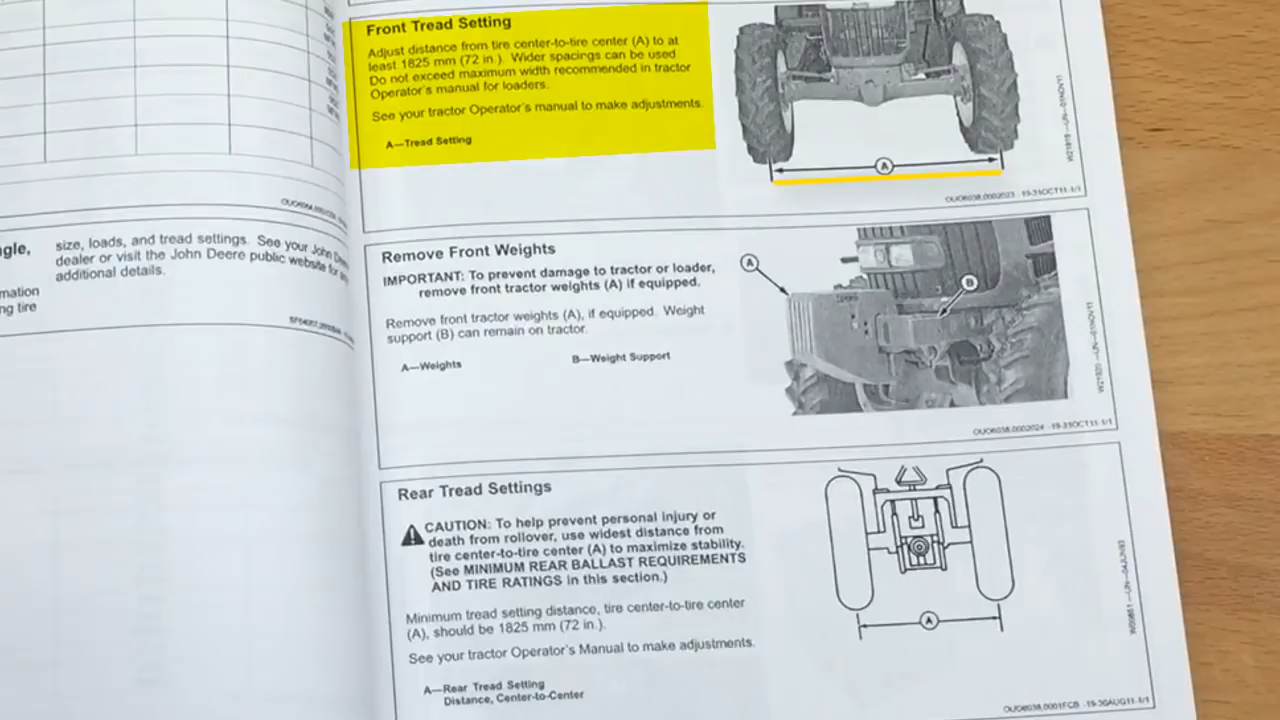 gle,
mation
ng tire
size, loads, and tread settings. See your John
dealer or visit the John Deere public website for
additional details.
Front Tread Setting
Adjust distance from tire center-to-tire center (A) to at
least 1825 mm (72 in.). Wider spacings can be used
Do not exceed maximum width recommended in tractor
Operator's manual for loaders.
See your tractor Operator's manual to make adjustments.
A—Tread Setting
A
W21919 —UN—01NOV11
OUO6038,0002023 -19-31OCT11-1/1
Remove Front Weights
IMPORTANT: To prevent damage to tractor or loader,
remove front tractor weights (A) if equipped.
Remove front tractor weights (A), if equipped. Weight
support (B) can remain on tractor.
A—Weights
B—Weight Support
A
B
W21920 —UN—01NOV11
OUO6038,0002024 -19-31OCT11-1/1
Rear Tread Settings
CAUTION: To help prevent personal injury or
death from rollover, use widest distance from
tire center-to-tire center (A) to maximize stability.
(See MINIMUM REAR BALLAST REQUIREMENTS
AND TIRE RATINGS in this section.)
Minimum tread setting distance, tire center-to-tire center
(A), should be 1825 mm (72 in.).
See your tractor Operator's Manual to make adjustments.
A—Rear Tread Setting
Distance, Center-to-Center
A
OUO6038,0001FCB -19-30AUG11-1/1